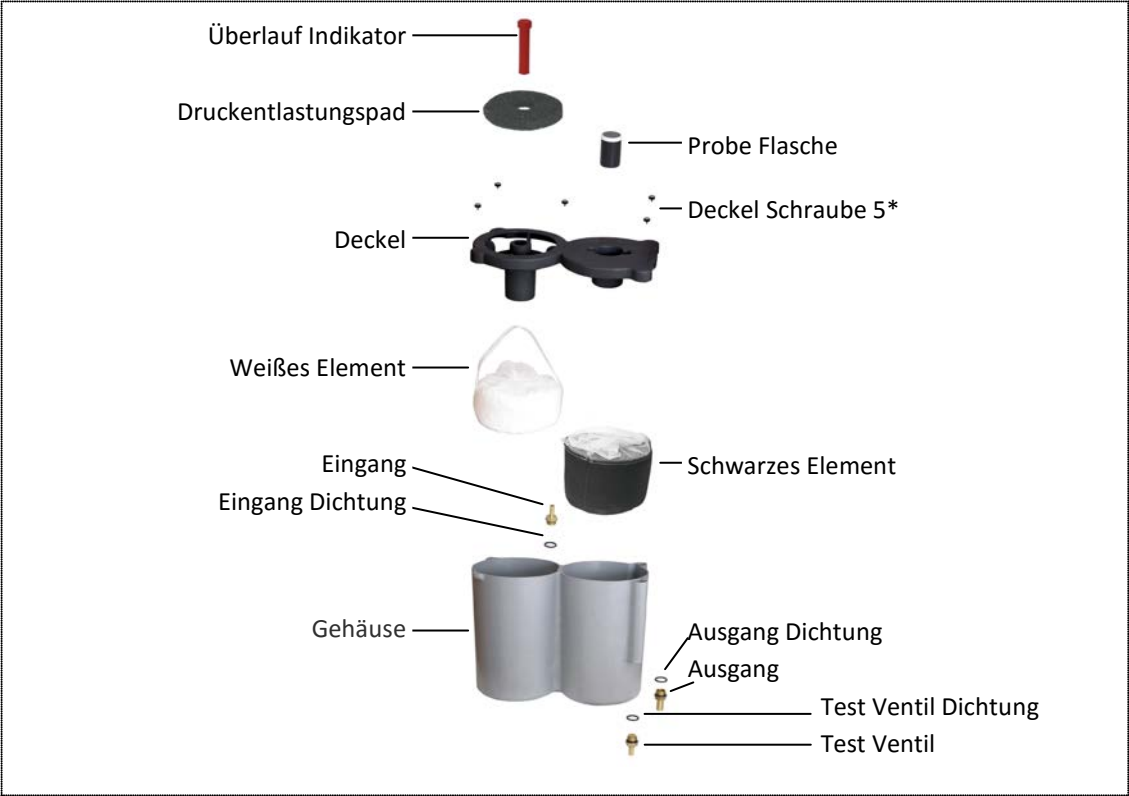 Überlauf Indikator
Druckentlastungspad
Probe Flasche
Deckel Schraube 5*
Deckel
Weißes Element
Schwarzes Element
Eingang
Eingang Dichtung
Gehäuse
Ausgang Dichtung
Ausgang
Test Ventil Dichtung
Test Ventil